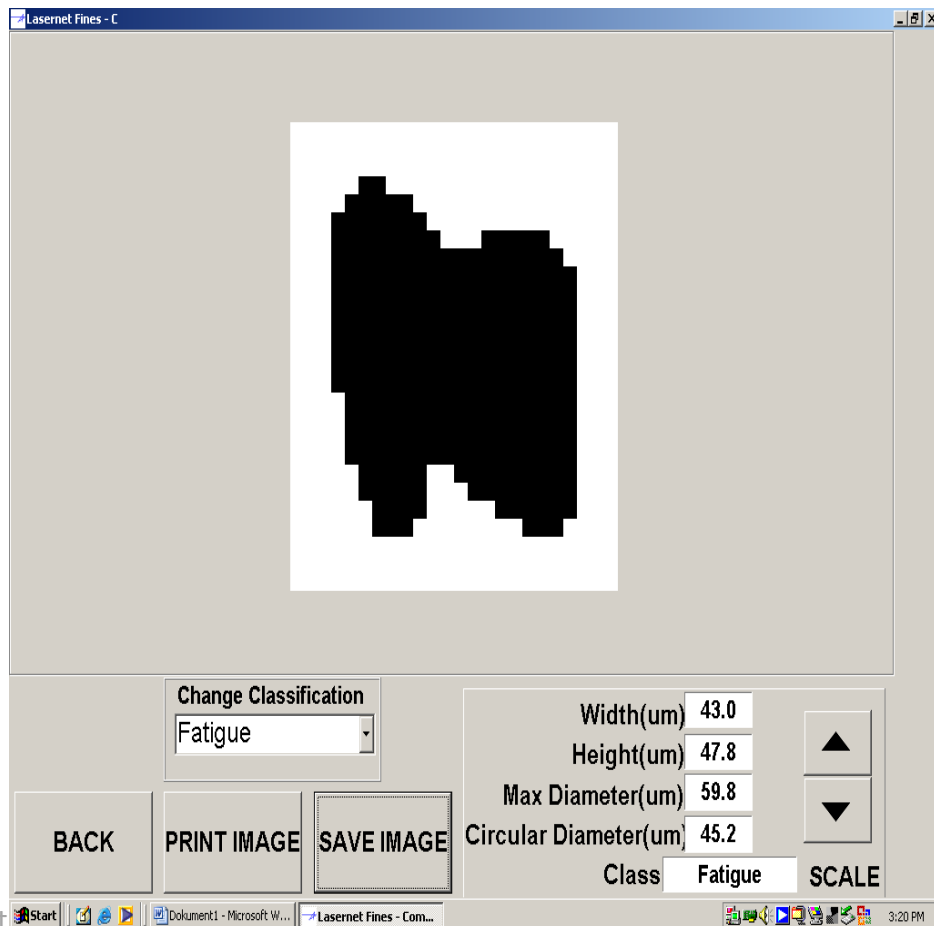 Lasernet Fines - C
Change Classification
Fatigue
Width(um) 43.0
Height(um) 47.8
Max Diameter(um) 59.8
Circular Diameter(um) 45.2
Class Fatigue
SCALE
BACK
PRINT IMAGE
SAVE IMAGE
Start
Dokument1 - Microsoft W...
Lasernet Fines - Com...
3:20 PM